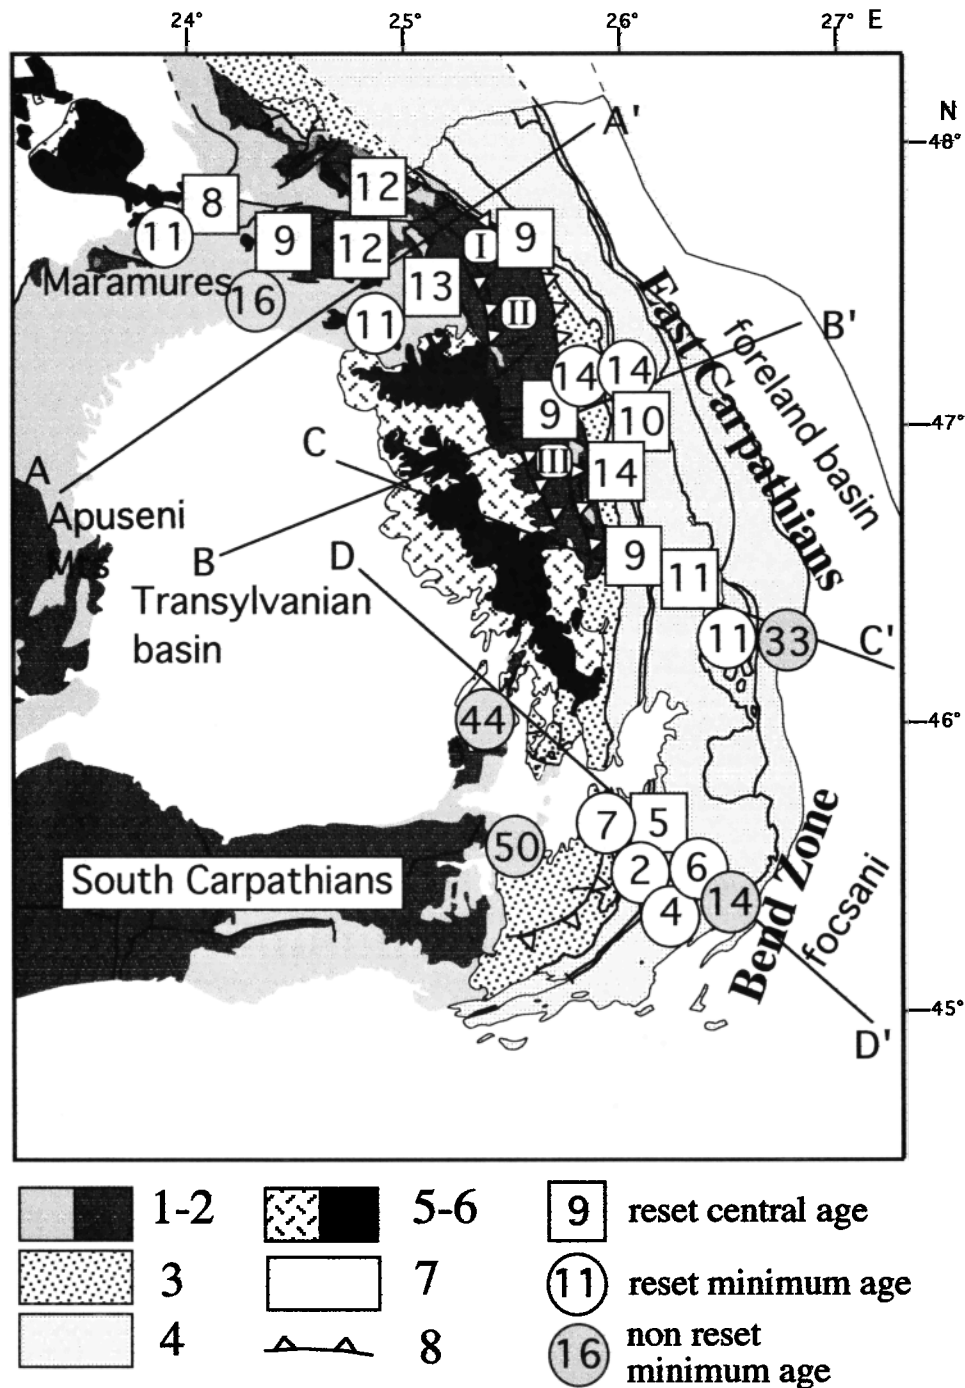 24° 25° 26° 27° E
N
48°
A'
12
8
11
9
12
9
I
13
Maramures
16
11
II
East Carpathians
foreland basin
B'
14
14
9
10
47°
C
A
III
14
Apuseni
Mts
B
D
9
11
Transylvanian
basin
11
33
C'
44
46°
7
5
50
2
6
South Carpathians
4
14
Bend Zone
focsani
45°
D'
1-2
5-6
9
reset central age
3
7
11
reset minimum age
4
8
16
non reset
minimum age